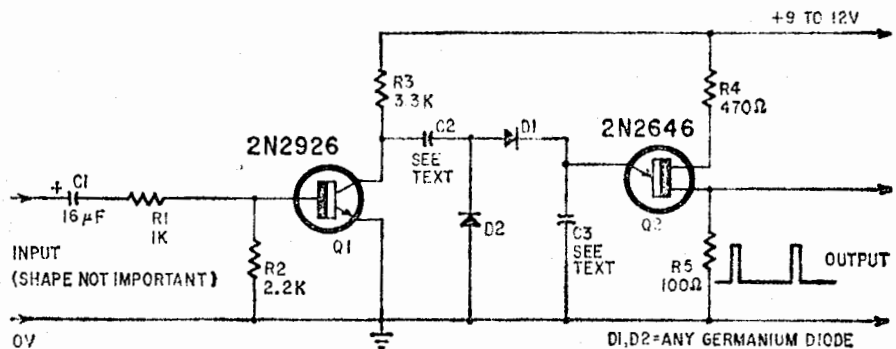 +9 TO 12V
R3
3.3K
R4
470Ω
C2
D1
2N2646
2N2926
SEE
TEXT
+ C1
16µF
R1
1K
D2
C3
SEE
TEXT
Q2
Q1
INPUT
(SHAPE NOT IMPORTANT)
R2
2.2K
R5
100Ω
OUTPUT
0V
D1,D2=ANY GERMANIUM DIODE